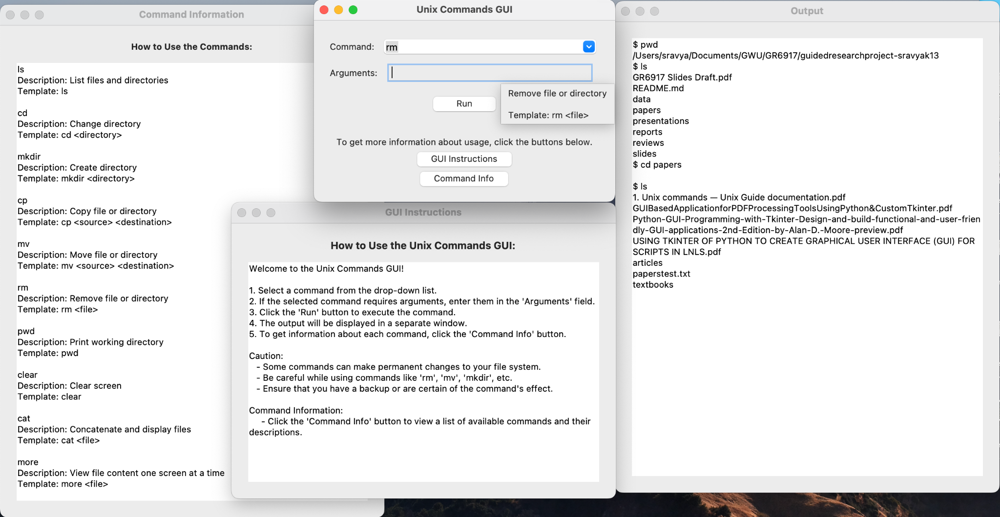 Command Information
How to Use the Commands:
ls
Description: List files and directories
Template: ls
cd
Description: Change directory
Template: cd <directory>
mkdir
Description: Create directory
Template: mkdir <directory>
cp
Description: Copy file or directory
Template: cp <source> <destination>
mv
Description: Move file or directory
Template: mv <source> <destination>
rm
Description: Remove file or directory
Template: rm <file>
pwd
Description: Print working directory
Template: pwd
clear
Description: Clear screen
Template: clear
cat
Description: Concatenate and display files
Template: cat <file>
more
Description: View file content one screen at a time
Template: more <file>
Unix Commands GUI
Command: rm
Arguments:
Remove file or directory
Template: rm <file>
Run
To get more information about usage, click the buttons below.
GUI Instructions
Command Info
GUI Instructions
How to Use the Unix Commands GUI:
Welcome to the Unix Commands GUI!
1. Select a command from the drop-down list.
2. If the selected command requires arguments, enter them in the 'Arguments' field.
3. Click the 'Run' button to execute the command.
4. The output will be displayed in a separate window.
5. To get information about each command, click the 'Command Info' button.
Caution:
- Some commands can make permanent changes to your file system.
- Be careful while using commands like 'rm', 'mv', 'mkdir', etc.
- Ensure that you have a backup or are certain of the command's effect.
Command Information:
- Click the 'Command Info' button to view a list of available commands and their
descriptions.
Output
$ pwd
/Users/sravya/Documents/GWU/GR6917/guidedresearchproject-sravyak13
$ ls
GR6917 Slides Draft.pdf
README.md
data
papers
presentations
reports
reviews
slides
$ cd papers
$ ls
1. Unix commands — Unix Guide documentation.pdf
GUIBasedApplicationforPDFProcessingToolsUsingPython&CustomTkinter.pdf
Python-GUI-Programming-with-Tkinter-Design-and-build-functional-and-user-frien
dly-GUI-applications-2nd-Edition-by-Alan-D.-Moore-preview.pdf
USING TKINTER OF PYTHON TO CREATE GRAPHICAL USER INTERFACE (GUI) FOR
SCRIPTS IN LNLS.pdf
articles
paperstest.txt
textbooks